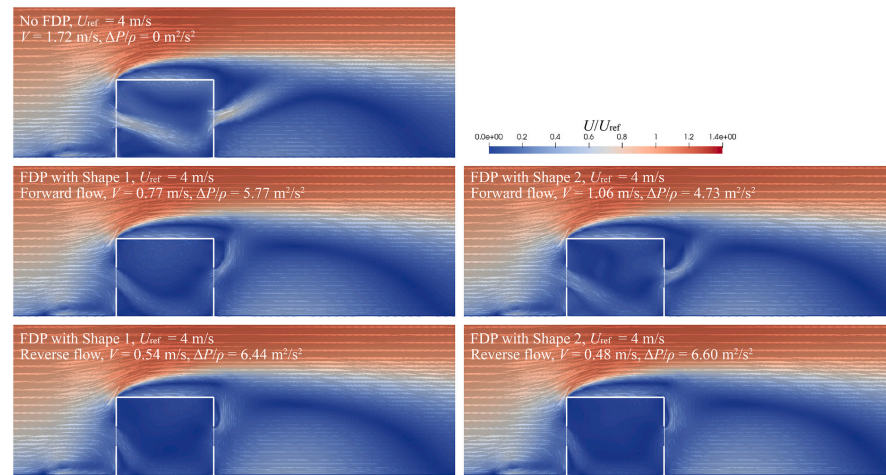 No FDP, Uref = 4 m/s
V = 1.72 m/s, ΔP/ρ = 0 m²/s²
U/Uref
0.0e+00 0.2 0.4 0.6 0.8 1 1.2 1.4e+00
FDP with Shape 1, Uref = 4 m/s
Forward flow, V = 0.77 m/s, ΔP/ρ = 5.77 m²/s²
FDP with Shape 2, Uref = 4 m/s
Forward flow, V = 1.06 m/s, ΔP/ρ = 4.73 m²/s²
FDP with Shape 1, Uref = 4 m/s
Reverse flow, V = 0.54 m/s, ΔP/ρ = 6.44 m²/s²
FDP with Shape 2, Uref = 4 m/s
Reverse flow, V = 0.48 m/s, ΔP/ρ = 6.60 m²/s²